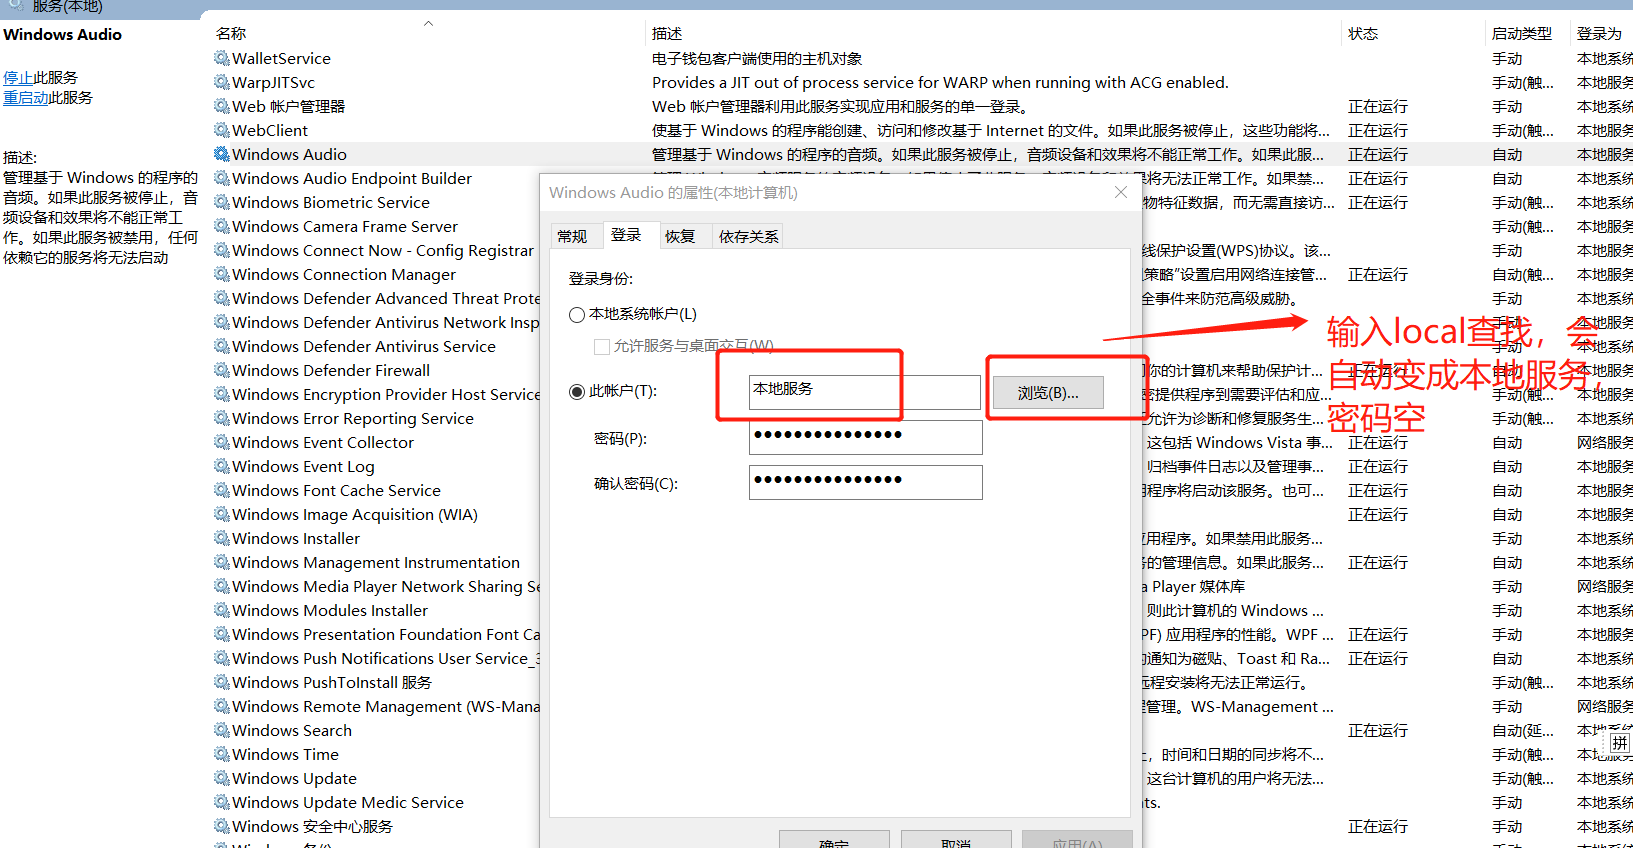 服务(本地)
Windows Audio
停止此服务
重启动此服务
描述:
管理基于 Windows 的程序的
音频。如果此服务被停止，音
频设备和效果将不能正常工
作。如果此服务被禁用，任何
依赖它的服务将无法启动
名称 描述 状态 启动类型 登录为
WalletService 电子钱包客户端使用的主机对象 手动 本地系统
WarpJITSvc Provides a JIT out of process service for WARP when running with ACG enabled. 手动(触... 本地服务
Web 帐户管理器 Web 帐户管理器利用此服务实现应用和服务的单一登录。 正在运行 手动 本地系统
WebClient 使基于 Windows 的程序能创建、访问和修改基于 Internet 的文件。如果此服务被停止，这些功能将... 正在运行 手动(触... 本地服务
Windows Audio 管理基于 Windows 的程序的音频。如果此服务被停止，音频设备和效果将不能正常工作。如果此服... 正在运行 自动 本地服务
Windows Audio Endpoint Builder 将无法正常工作。如果禁... 正在运行 自动 本地系统
Windows Biometric Service 物特征数据，而无需直接访... 正在运行 手动(触... 本地系统
Windows Camera Frame Server 手动(触... 本地服务
Windows Connect Now - Config Registrar 线保护设置(WPS)协议。该... 手动 本地服务
Windows Connection Manager 策略"设置启用网络连接管... 正在运行 自动(触... 本地服务
Windows Defender Advanced Threat Prote 全事件来防范高级威胁。 手动 本地系统
Windows Defender Antivirus Network Insp 手动 本地服务
Windows Defender Antivirus Service 手动 本地系统
Windows Defender Firewall 你的计算机来帮助保护计... 正在运行 自动 本地服务
Windows Encryption Provider Host Service 密提供程序到需要评估和应... 手动(触... 本地服务
Windows Error Reporting Service 允许为诊断和修复服务生... 手动(触... 本地系统
Windows Event Collector 这包括 Windows Vista 事... 正在运行 自动 网络服务
Windows Event Log 归档事件日志以及管理事... 正在运行 自动 本地服务
Windows Font Cache Service 用程序将启动该服务。也可... 正在运行 自动 本地服务
Windows Image Acquisition (WIA) 正在运行 自动 本地服务
Windows Installer 应用程序。如果禁用此服务... 手动 本地系统
Windows Management Instrumentation 的管理信息。如果此服务... 正在运行 自动 本地系统
Windows Media Player Network Sharing Se a Player 媒体库 手动 网络服务
Windows Modules Installer 则此计算机的 Windows ... 手动 本地系统
Windows Presentation Foundation Font Ca PF) 应用程序的性能。WPF ... 正在运行 手动 本地服务
Windows Push Notifications User Service_3 的通知为磁贴、Toast 和 Ra... 正在运行 自动 本地系统
Windows PushToInstall 服务 远程安装将无法正常运行。 手动(触... 本地系统
Windows Remote Management (WS-Mana 程管理。WS-Management ... 手动 网络服务
Windows Search 正在运行 自动(延... 本地系统
Windows Time 时间和日期的同步将不... 手动(触... 本地服务
Windows Update 这台计算机的用户将无法... 手动(触... 本地系统
Windows Update Medic Service ts. 手动 本地系统
Windows 安全中心服务 正在运行 手动 本地系统
Windows Audio 的属性(本地计算机)
常规 登录 恢复 依存关系
登录身份:
本地系统帐户(L)
允许服务与桌面交互(W)
此帐户(T): 本地服务 浏览(B)...
密码(P): ●●●●●●●●●●●●●●●
确认密码(C): ●●●●●●●●●●●●●●●
确定 取消 应用(A)
输入local查找，会
自动变成本地服务，
密码空
拼